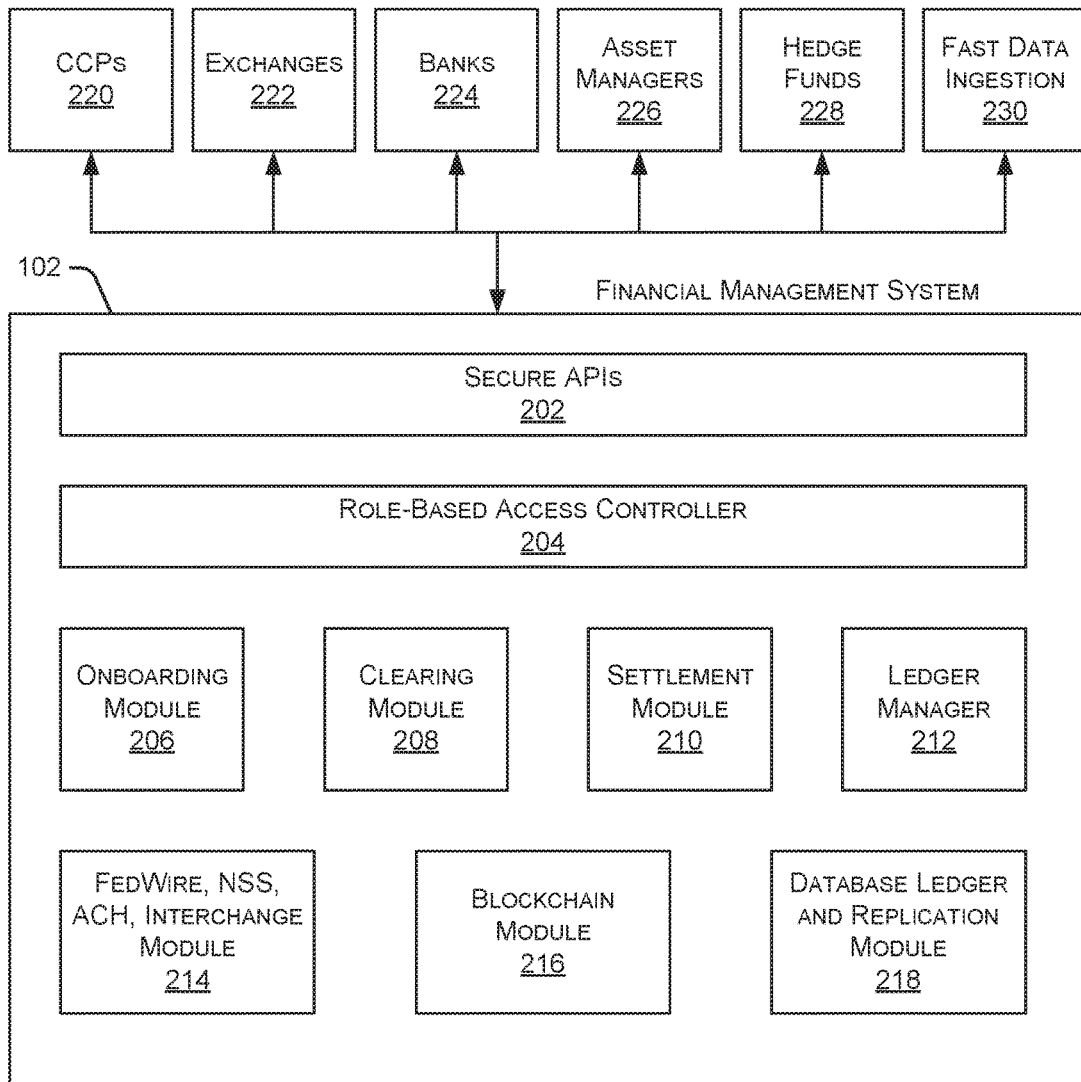 CCPs
220
EXCHANGES
222
BANKS
224
ASSET
MANAGERS
226
HEDGE
FUNDS
228
FAST DATA
INGESTION
230
102
FINANCIAL MANAGEMENT SYSTEM
SECURE APIs
202
ROLE-BASED ACCESS CONTROLLER
204
ONBOARDING
MODULE
206
CLEARING
MODULE
208
SETTLEMENT
MODULE
210
LEDGER
MANAGER
212
FEDWIRE, NSS,
ACH, INTERCHANGE
MODULE
214
BLOCKCHAIN
MODULE
216
DATABASE LEDGER
AND REPLICATION
MODULE
218